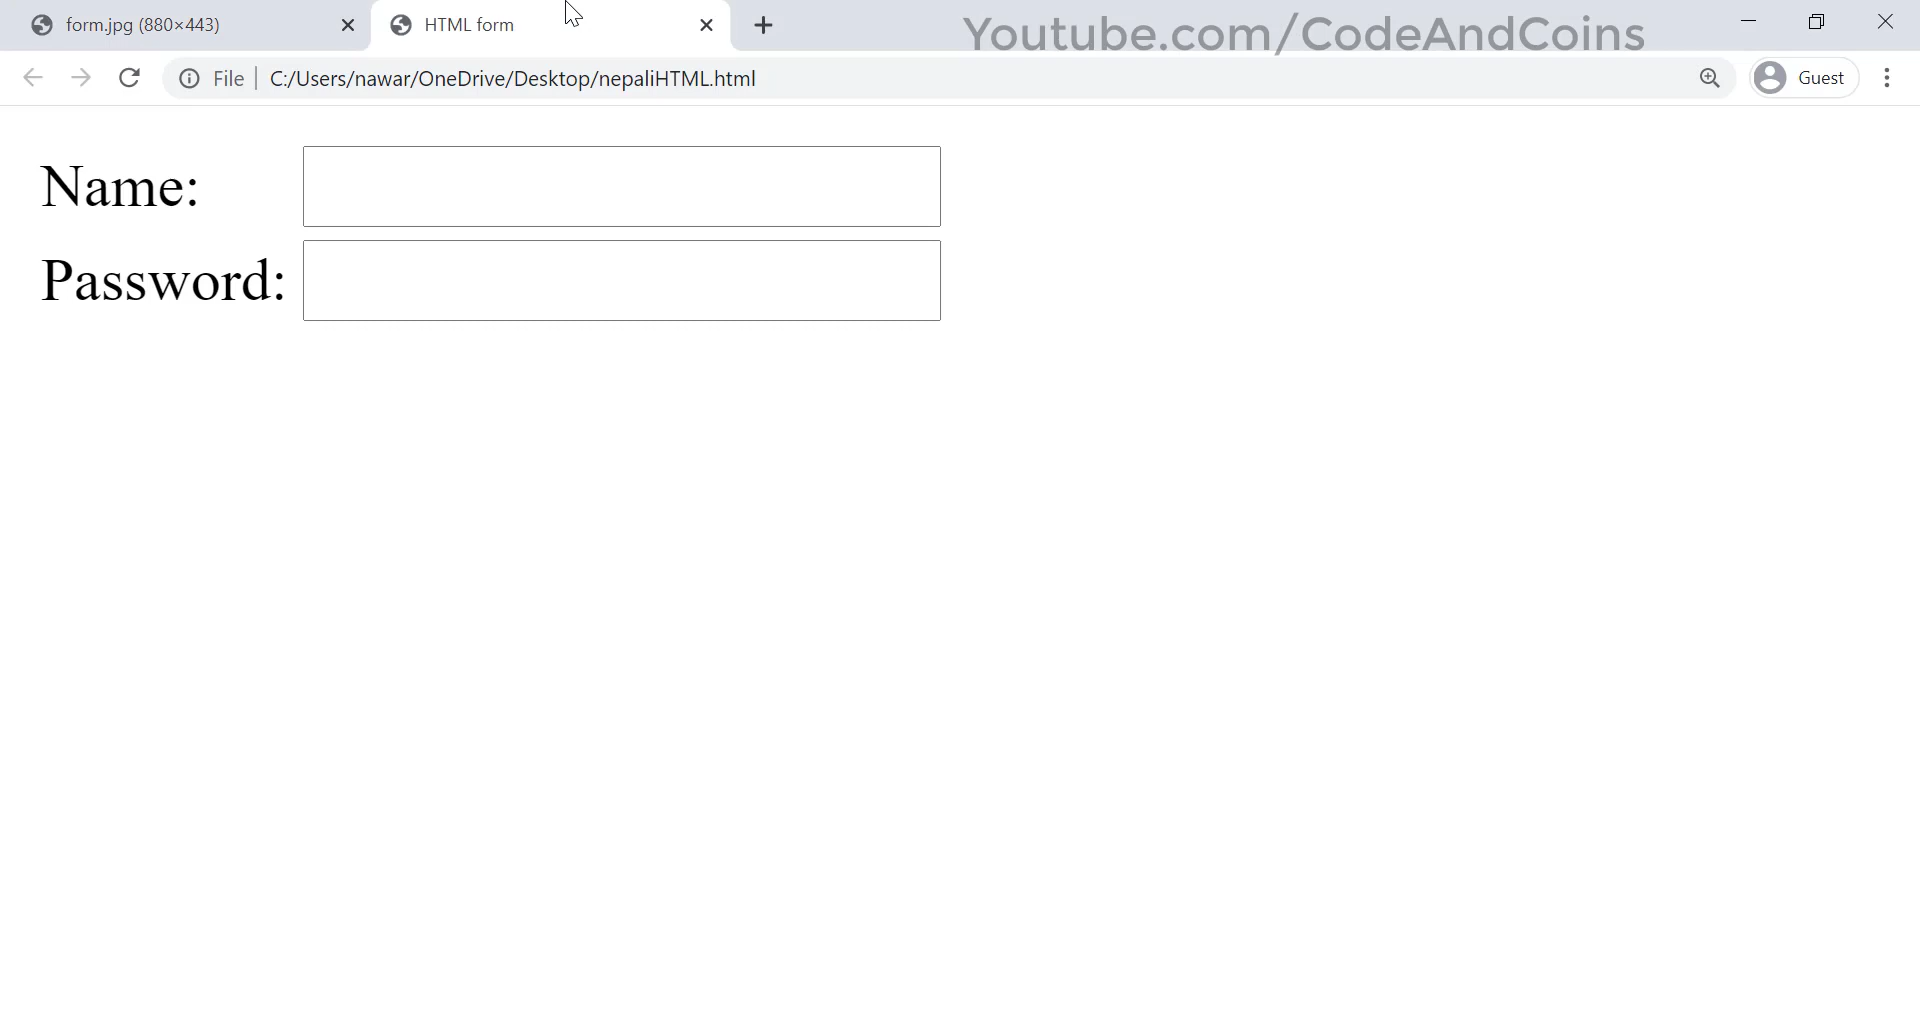 form.jpg (880×443)
HTML form
Youtube.com/CodeAndCoins
File
C:/Users/nawar/OneDrive/Desktop/nepaliHTML.html
Guest
Name:
Password: